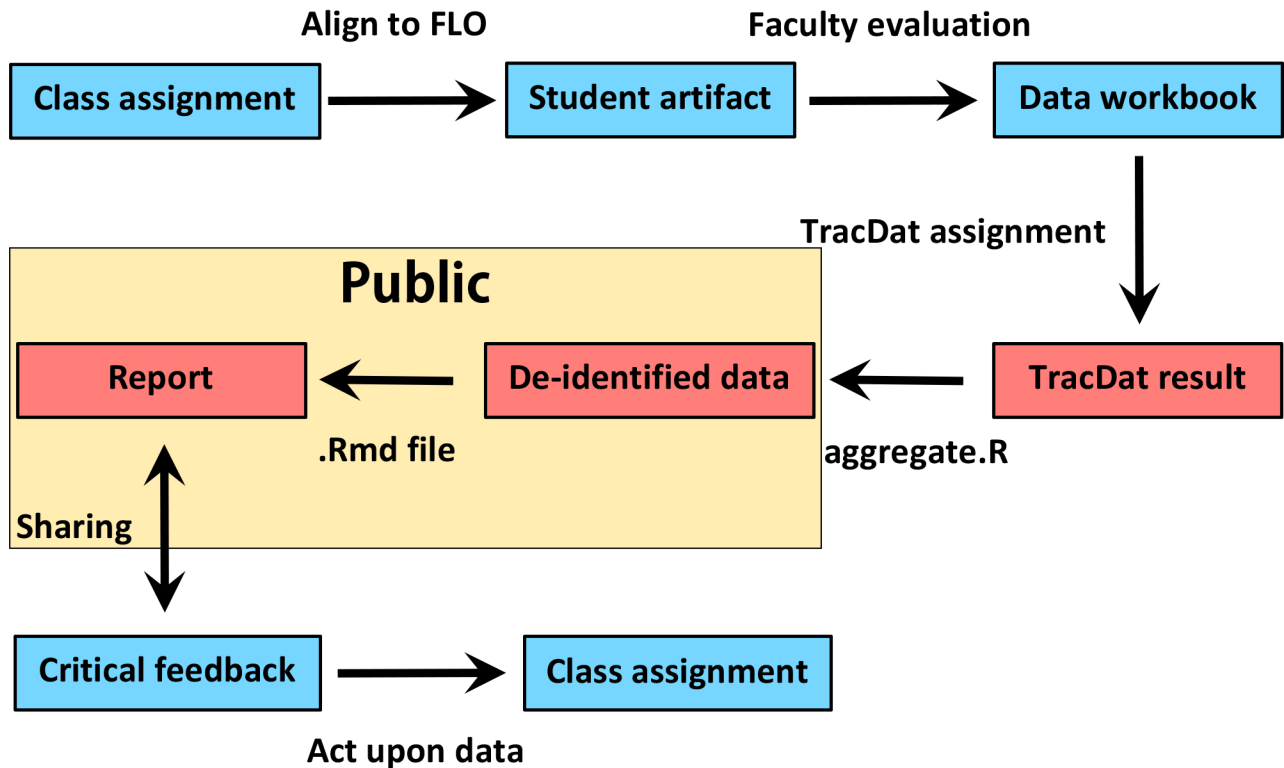 Align to FLO
Faculty evaluation
Class assignment
Student artifact
Data workbook
TracDat assignment
Public
Report
De-identified data
TracDat result
.Rmd file
aggregate.R
Sharing
Critical feedback
Class assignment
Act upon data